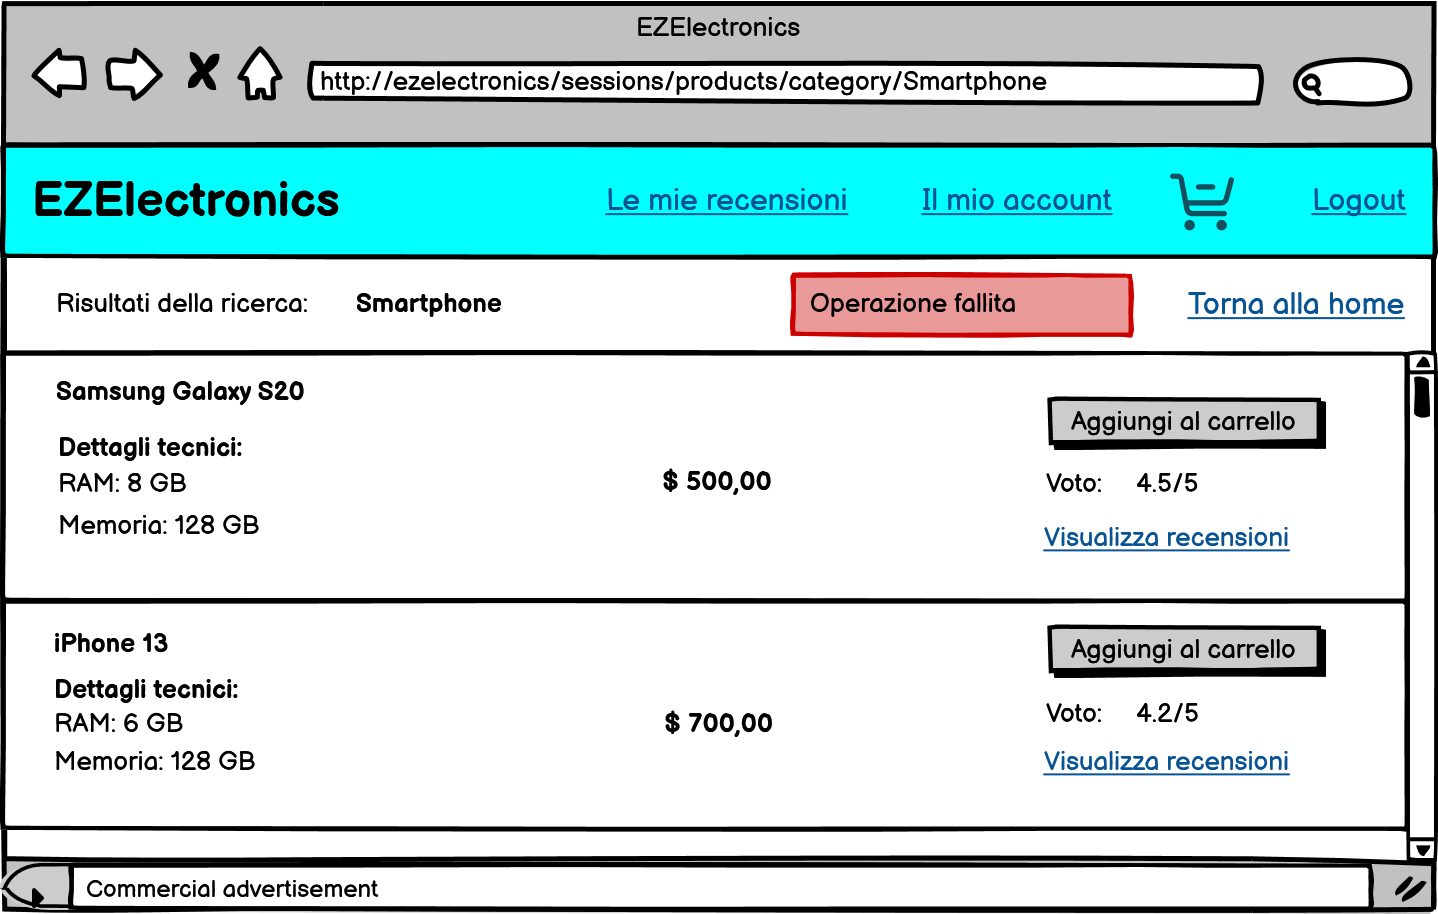 EZElectronics
http://ezelectronics/sessions/products/category/Smartphone
EZElectronics
Le mie recensioni
Il mio account
Logout
Risultati della ricerca: Smartphone
Operazione fallita
Torna alla home
Samsung Galaxy S20
Dettagli tecnici:
RAM: 8 GB
Memoria: 128 GB
$ 500,00
Aggiungi al carrello
Voto: 4.5/5
Visualizza recensioni
iPhone 13
Dettagli tecnici:
RAM: 6 GB
Memoria: 128 GB
$ 700,00
Aggiungi al carrello
Voto: 4.2/5
Visualizza recensioni
Commercial advertisement